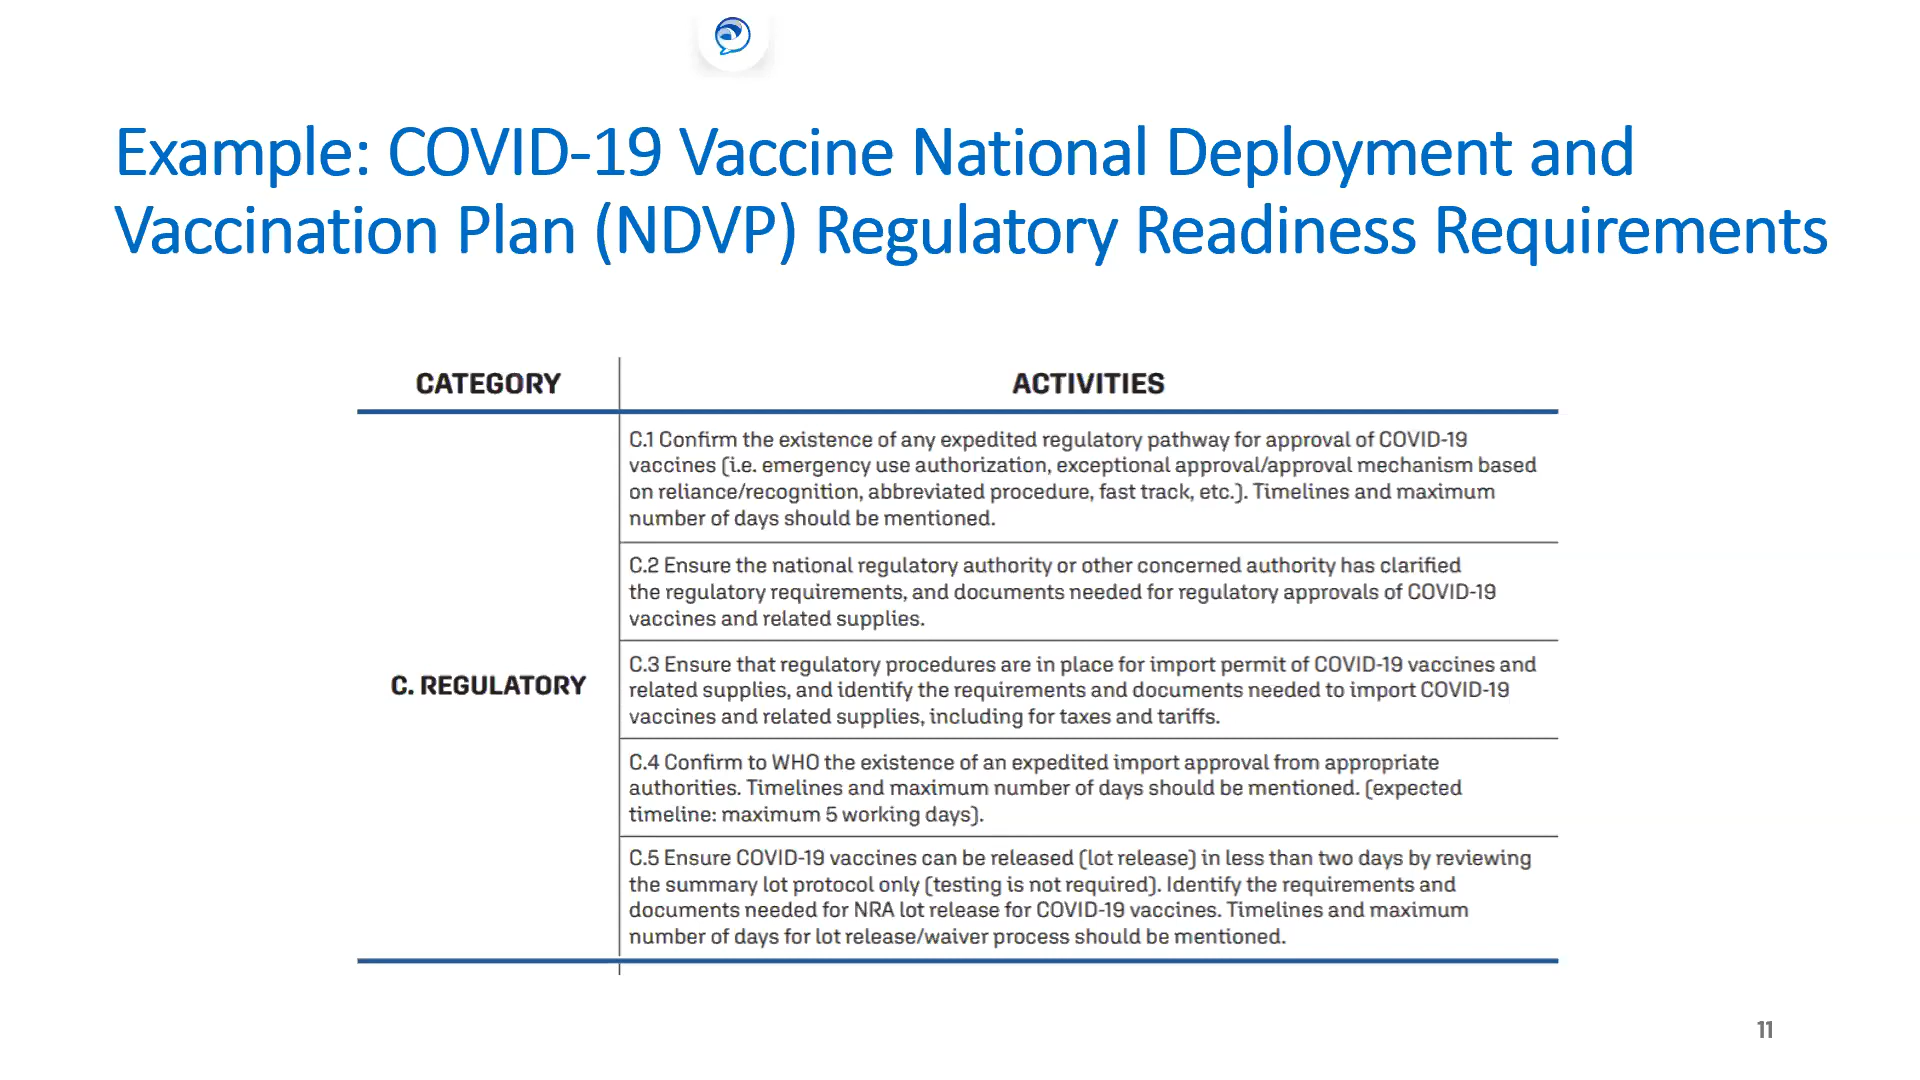 Example: COVID-19 Vaccine National Deployment and
Vaccination Plan (NDVP) Regulatory Readiness Requirements
CATEGORY
ACTIVITIES
C. REGULATORY
C.1 Confirm the existence of any expedited regulatory pathway for approval of COVID-19
vaccines (i.e. emergency use authorization, exceptional approval/approval mechanism based
on reliance/recognition, abbreviated procedure, fast track, etc.). Timelines and maximum
number of days should be mentioned.
C.2 Ensure the national regulatory authority or other concerned authority has clarified
the regulatory requirements, and documents needed for regulatory approvals of COVID-19
vaccines and related supplies.
C.3 Ensure that regulatory procedures are in place for import permit of COVID-19 vaccines and
related supplies, and identify the requirements and documents needed to import COVID-19
vaccines and related supplies, including for taxes and tariffs.
C.4 Confirm to WHO the existence of an expedited import approval from appropriate
authorities. Timelines and maximum number of days should be mentioned. (expected
timeline: maximum 5 working days).
C.5 Ensure COVID-19 vaccines can be released (lot release) in less than two days by reviewing
the summary lot protocol only (testing is not required). Identify the requirements and
documents needed for NRA lot release for COVID-19 vaccines. Timelines and maximum
number of days for lot release/waiver process should be mentioned.
11